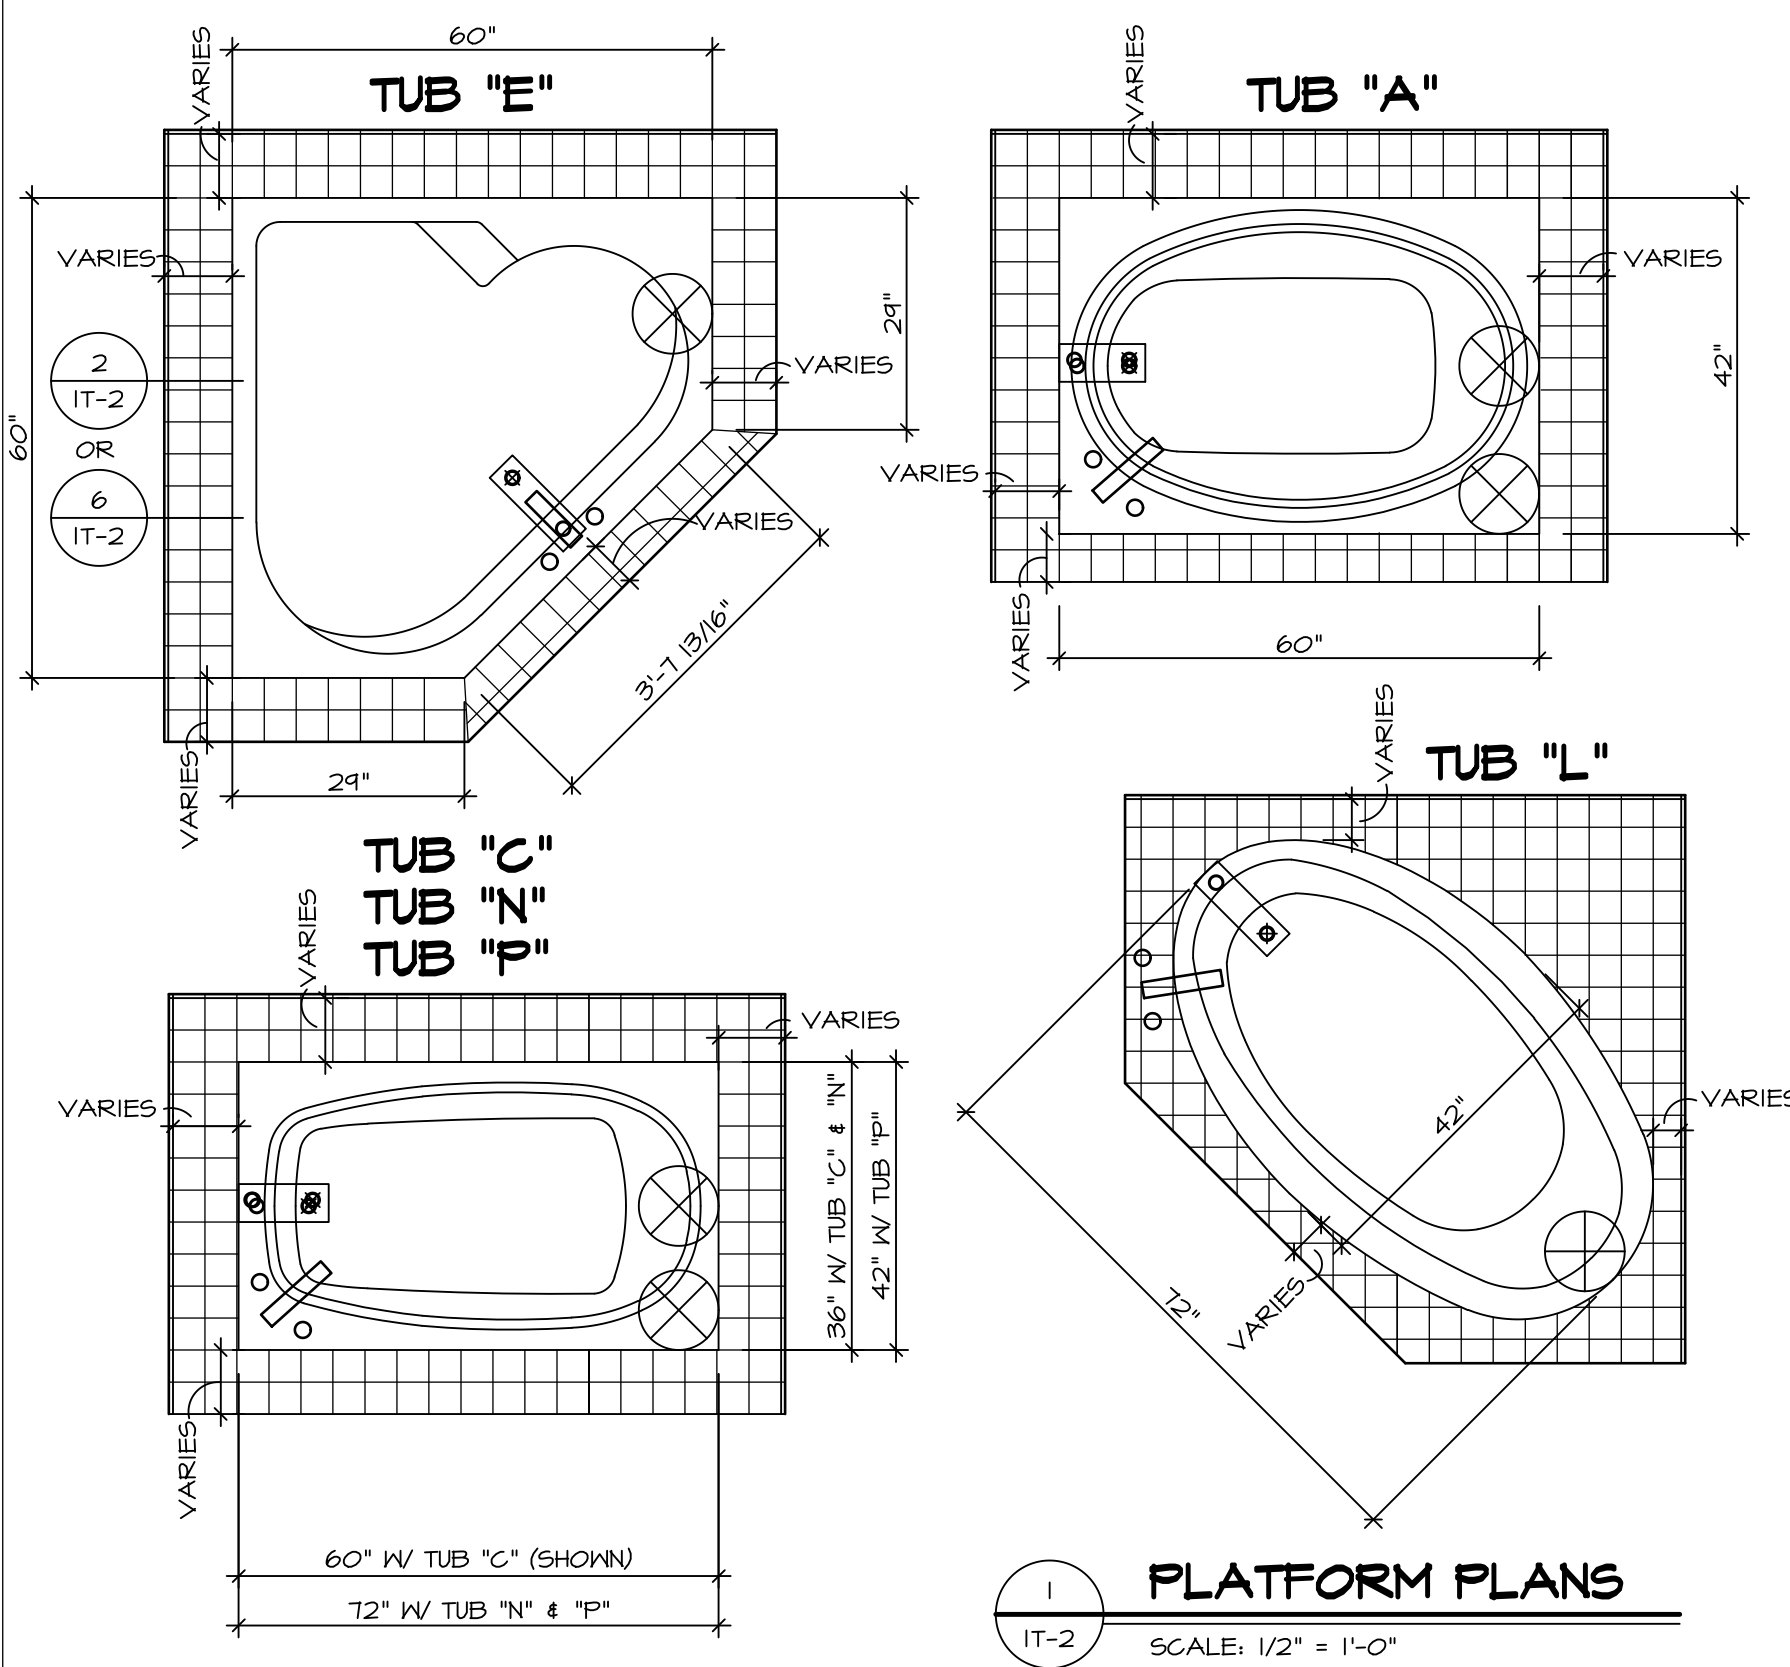 60"
TUB "E"
VARIES
VARIES
60"
2
IT-2
OR
6
IT-2
29"
VARIES
VARIES
3'-7 13/16"
29"
VARIES
TUB "A"
VARIES
VARIES
42"
VARIES
VARIES
60"
TUB "C"
TUB "N"
TUB "P"
VARIES
VARIES
VARIES
36" W/ TUB "C" & "N"
42" W/ TUB "P"
VARIES
60" W/ TUB "C" (SHOWN)
72" W/ TUB "N" & "P"
TUB "L"
VARIES
VARIES
42"
72"
VARIES
1
IT-2
PLATFORM PLANS
SCALE: 1/2" = 1'-0"